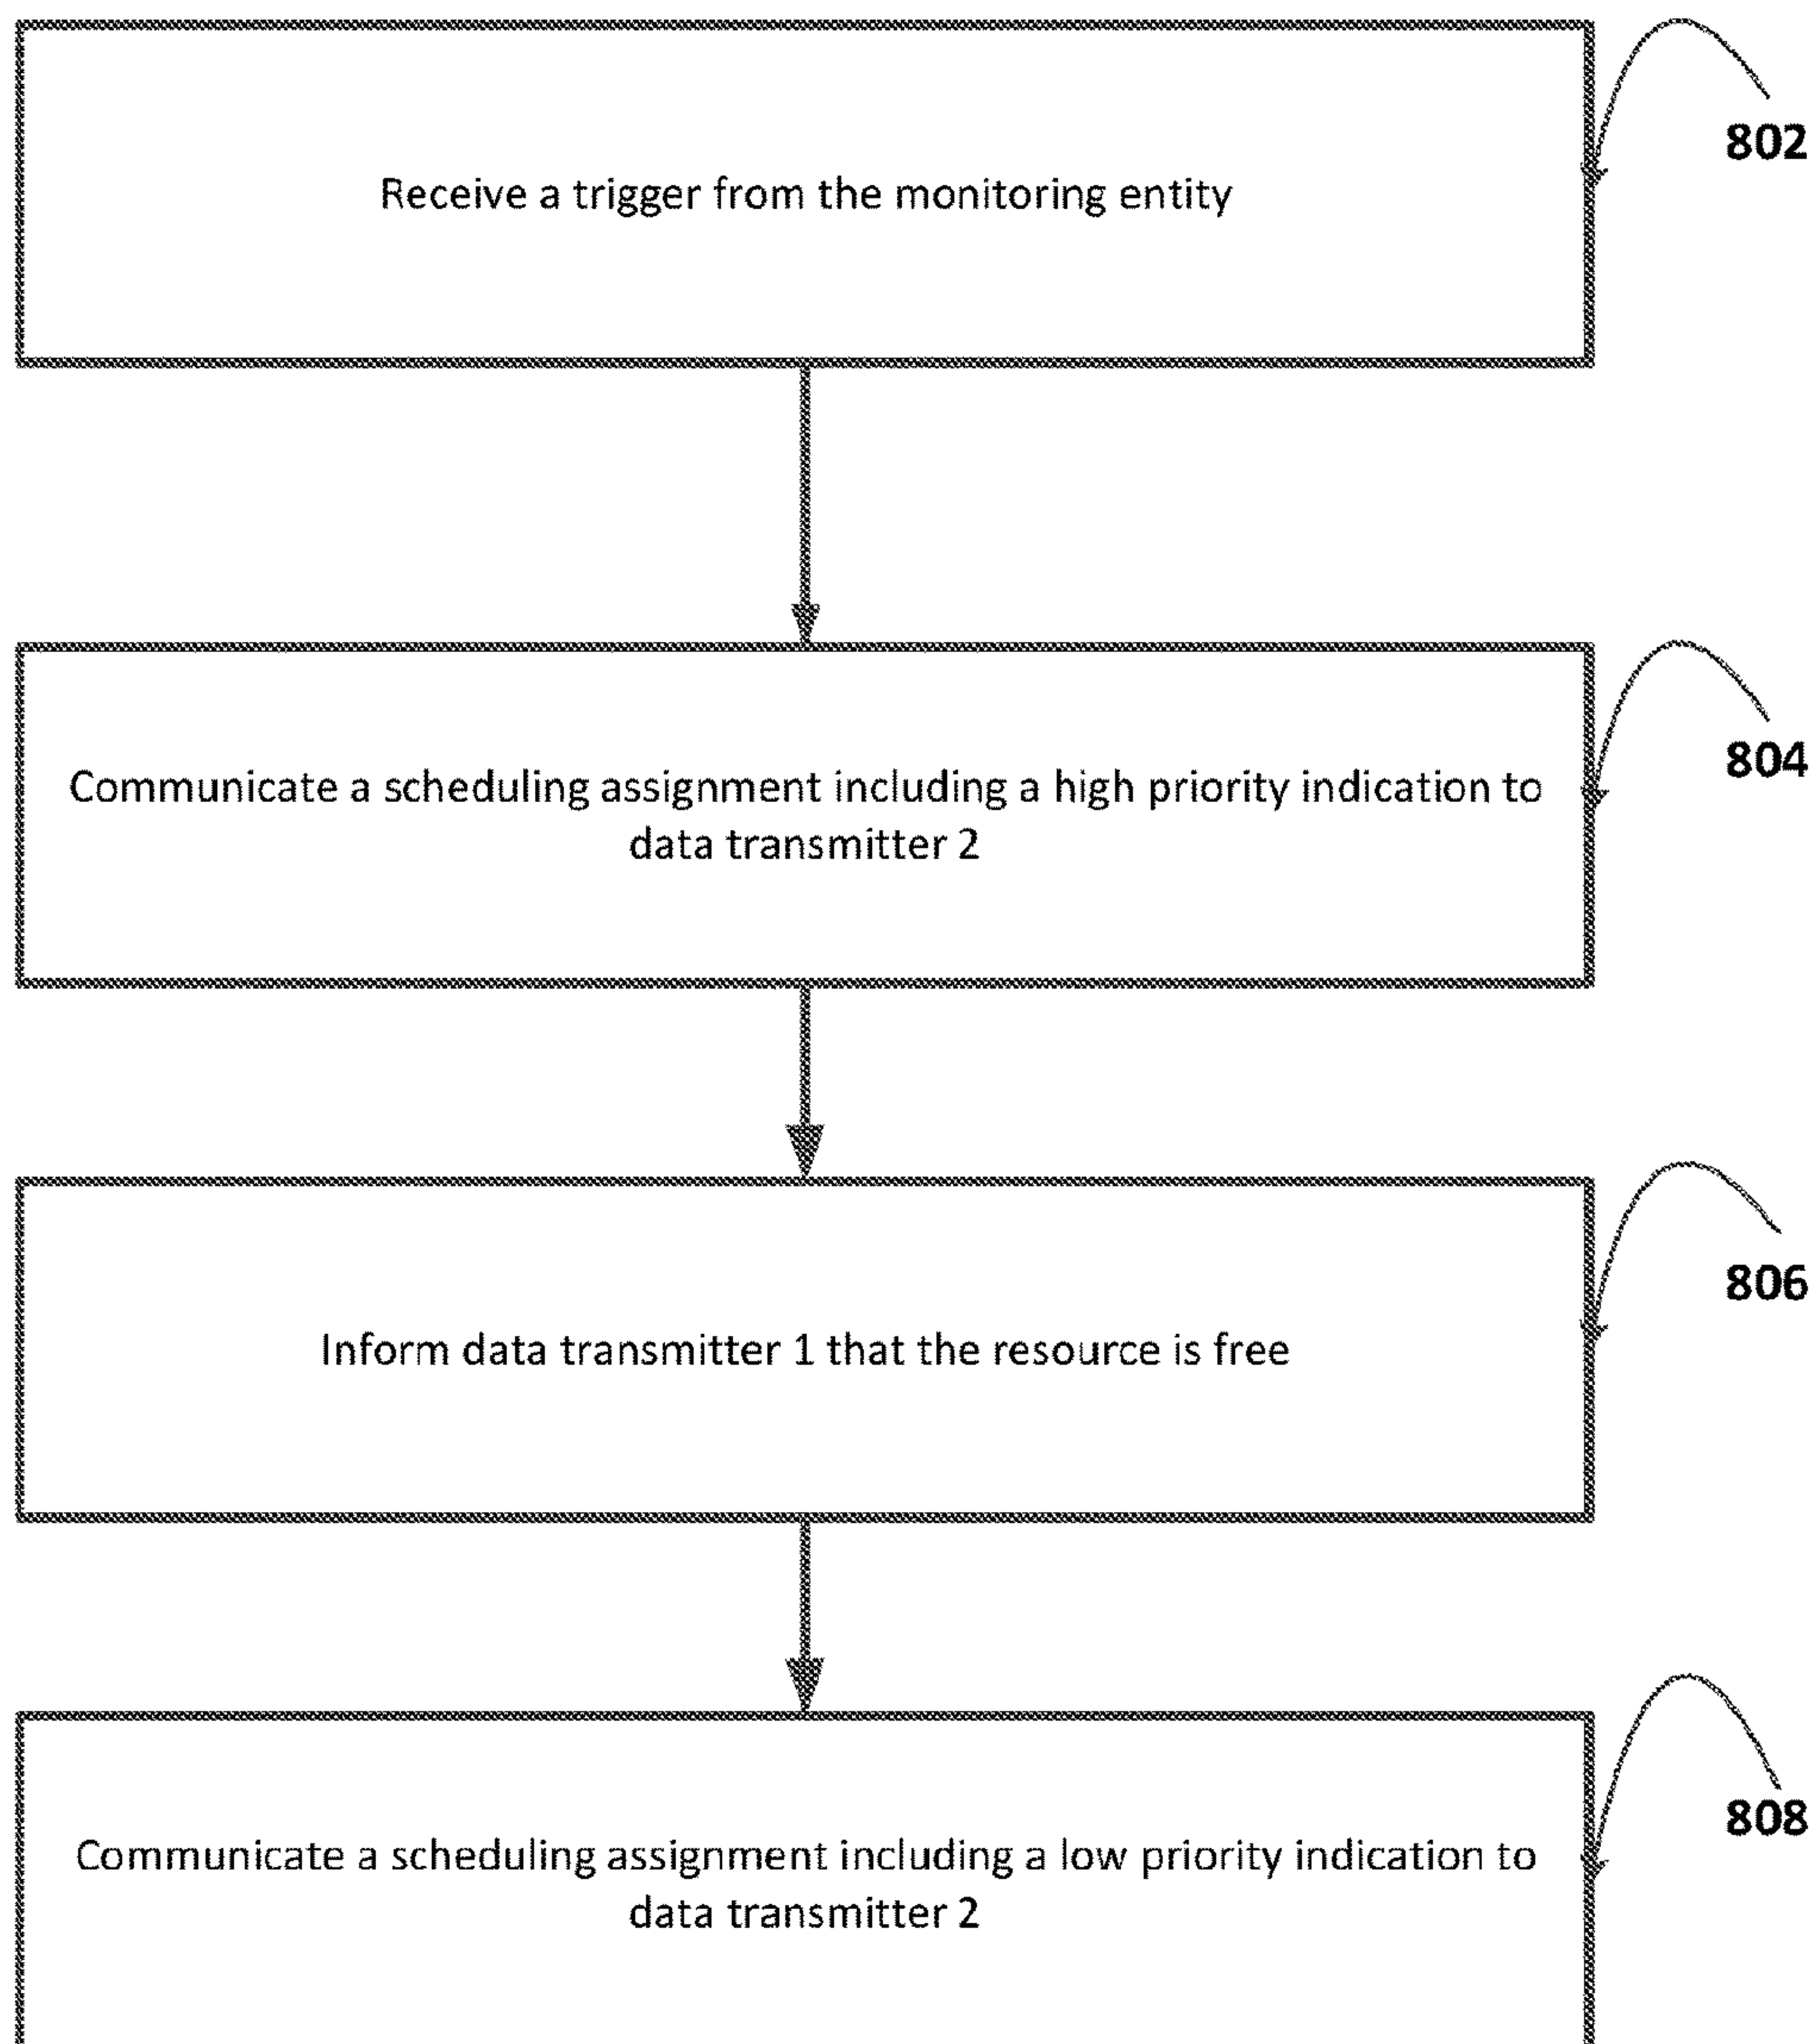 802
Receive a trigger from the monitoring entity
804
Communicate a scheduling assignment including a high priority indication to
data transmitter 2
806
Inform data transmitter 1 that the resource is free
808
Communicate a scheduling assignment including a low priority indication to
data transmitter 2